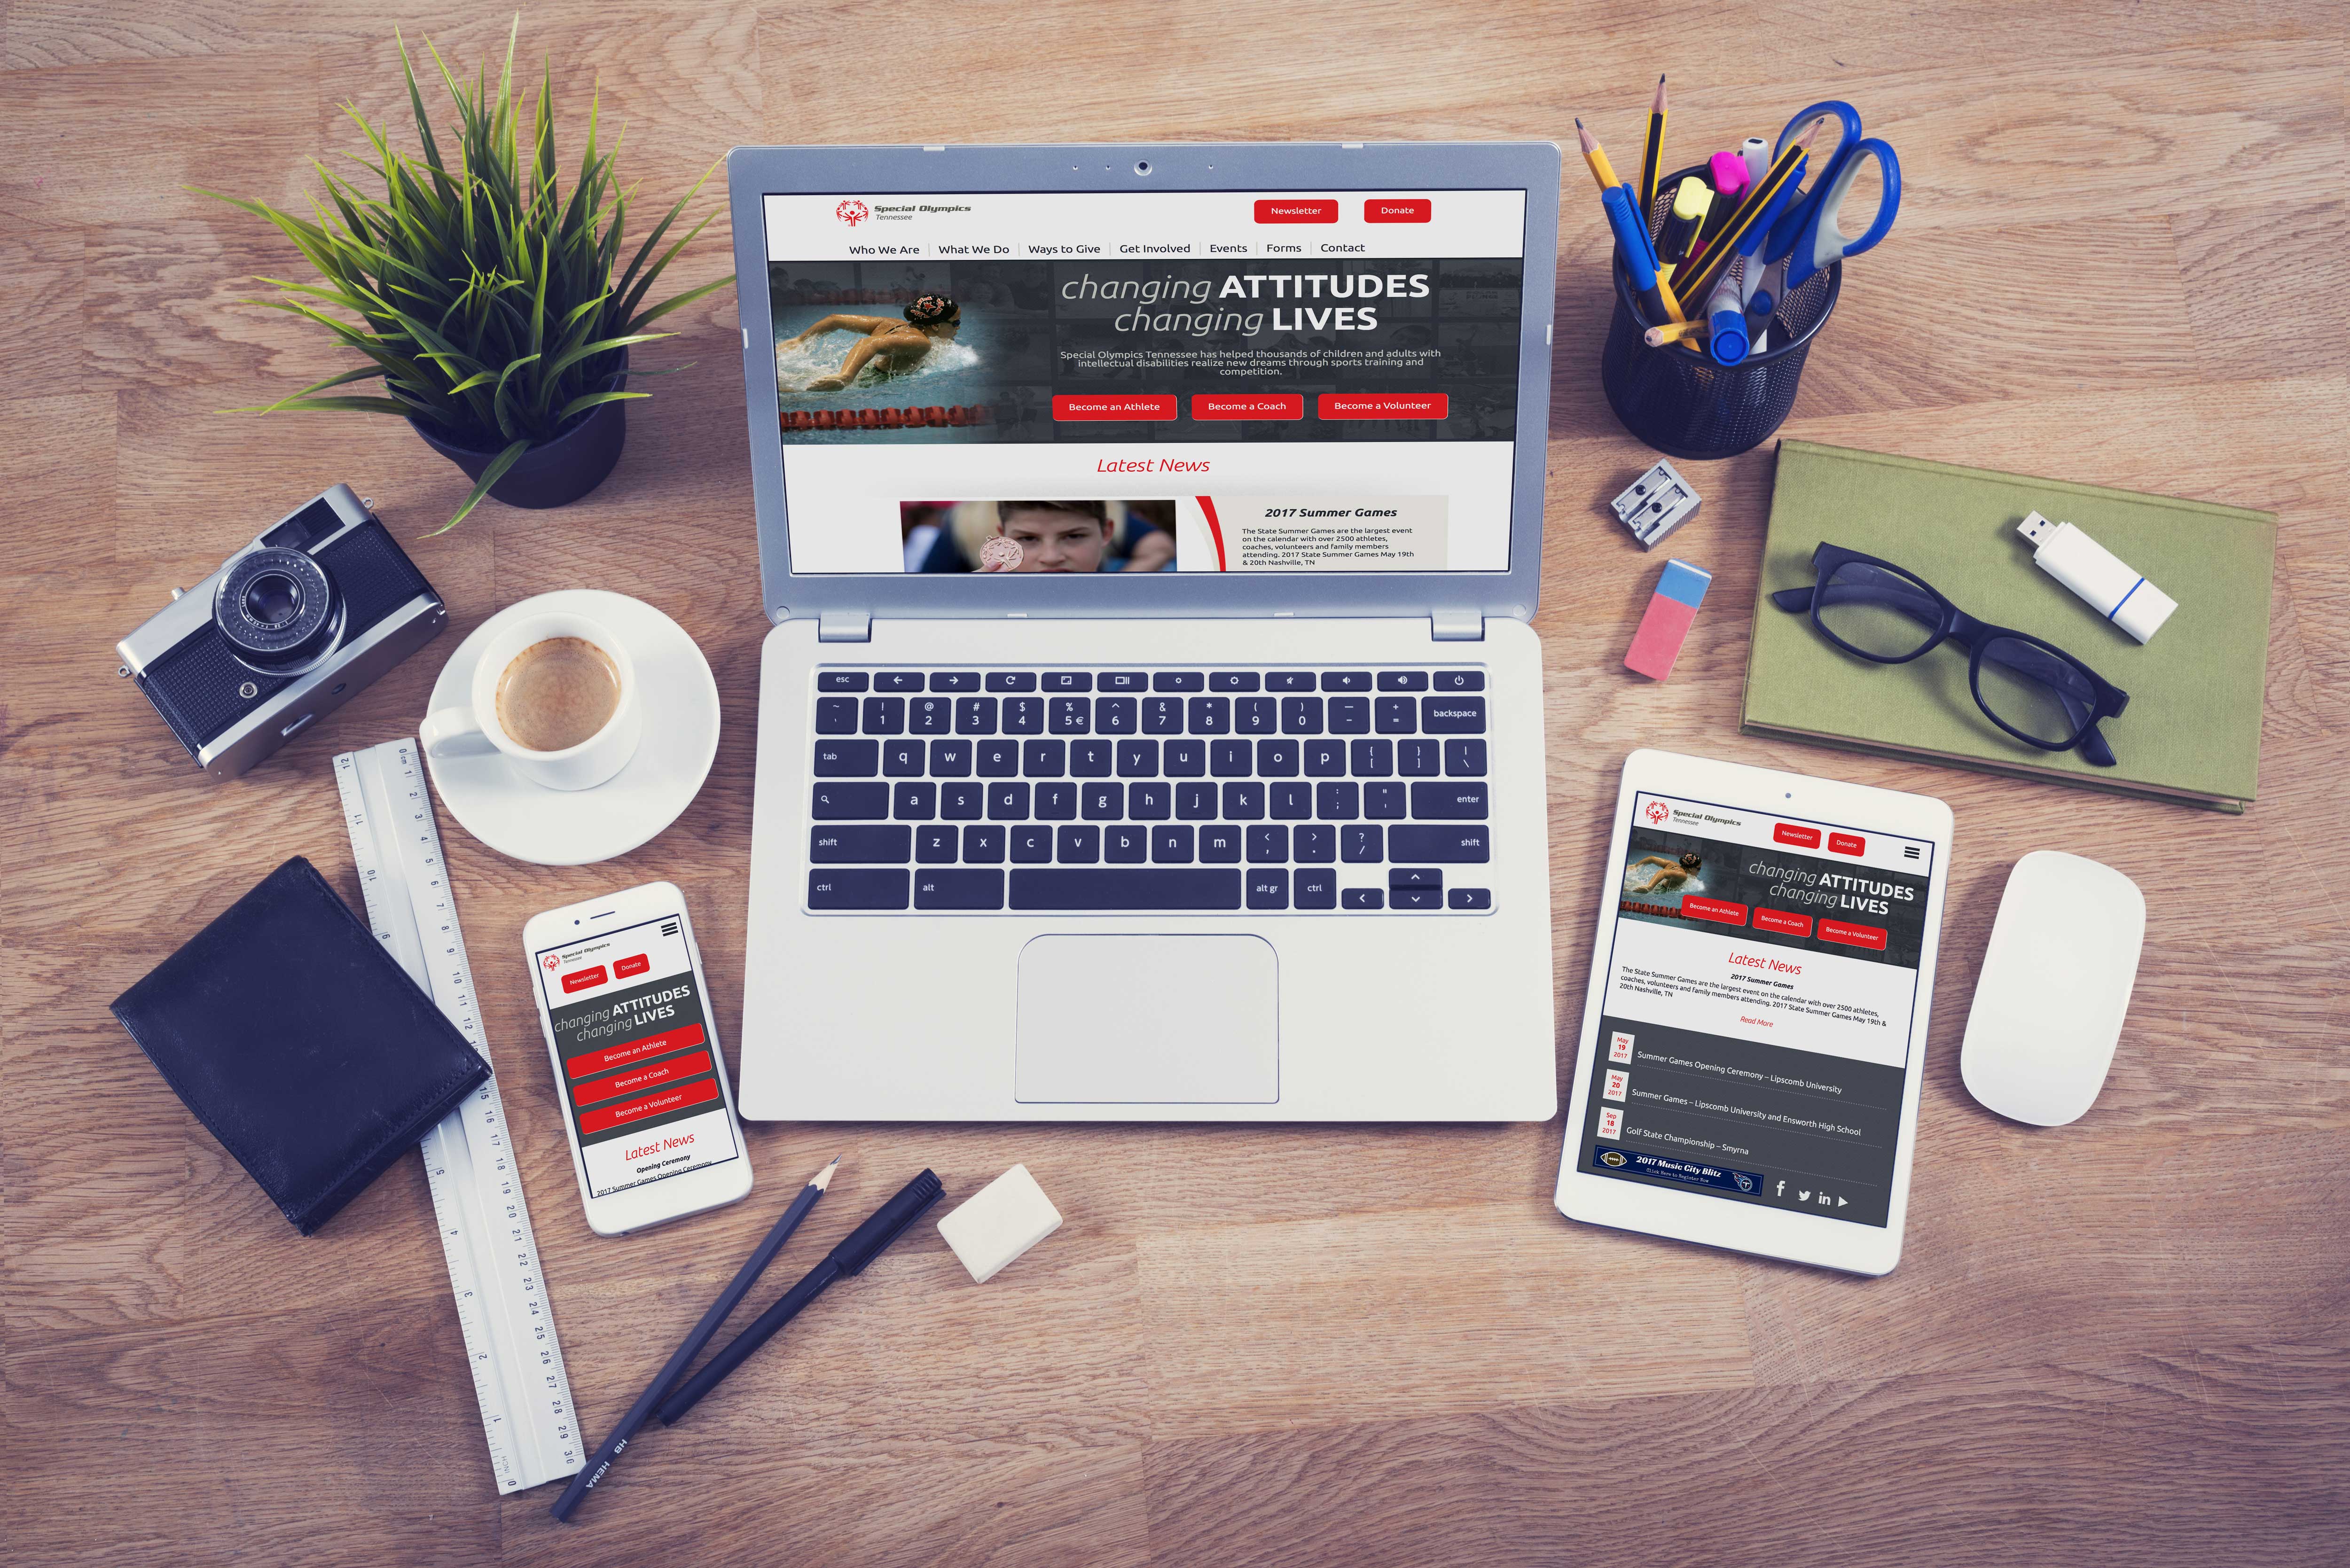 Special Olympics
Tennessee
Newsletter
Donate
Who We Are
What We Do
Ways to Give
Get Involved
Events
Forms
Contact
changing ATTITUDES
changing LIVES
Special Olympics Tennessee has helped thousands of children and adults with
intellectual disabilities realize new dreams through sports training and
competition.
Become an Athlete
Become a Coach
Become a Volunteer
Latest News
2017 Summer Games
The State Summer Games are the largest event
on the calendar with over 2500 athletes,
coaches, volunteers and family members
attending. 2017 State Summer Games May 19th
& 20th Nashville, TN
esc
~ ! @ # $ % ^ & * ( ) — +
1 2 3 4 5 € 6 7 8 9 0 - = backspace
tab q w e r t y u i o p { [ } ] | \
a s d f g h j k l : ; " ' enter
shift z x c v b n m < , > . ? / shift
ctrl alt alt gr ctrl
Special Olympics
Tennessee
Newsletter
Donate
changing ATTITUDES
changing LIVES
Become an Athlete
Become a Coach
Become a Volunteer
Latest News
Opening Ceremony
2017 Summer Games Opening Ceremony
Special Olympics
Tennessee
Newsletter
Donate
changing ATTITUDES
changing LIVES
Become an Athlete
Become a Coach
Become a Volunteer
Latest News
2017 Summer Games
The State Summer Games are the largest event on the calendar with over 2500 athletes,
coaches, volunteers and family members attending. 2017 State Summer Games May 19th &
20th Nashville, TN
Read More
May
19
2017
Summer Games Opening Ceremony – Lipscomb University
May
20
2017
Summer Games – Lipscomb University and Ensworth High School
Sep
18
2017
Golf State Championship – Smyrna
2017 Music City Blitz
Click Here to Register Now
f
in
HB HEMA